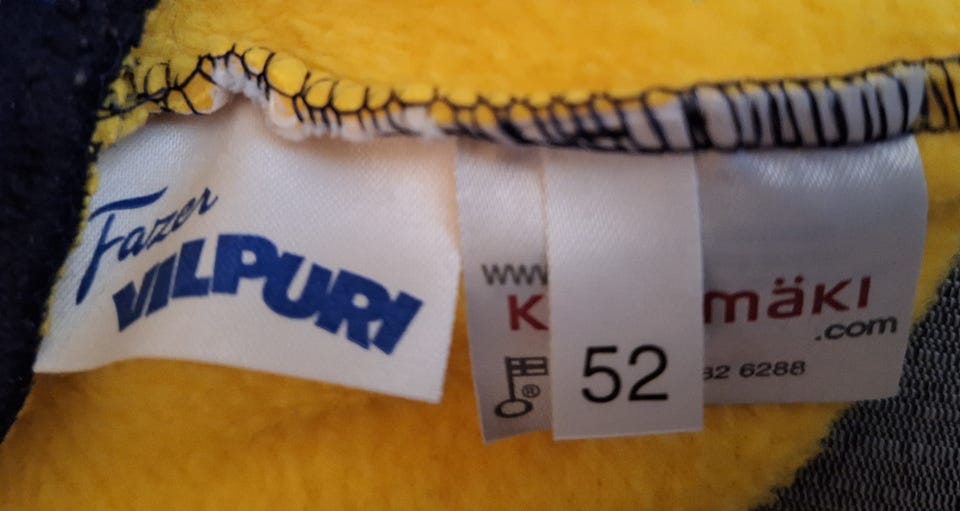 Fazer
VILPURI
www
K mäki
.com
32 6288
®
52